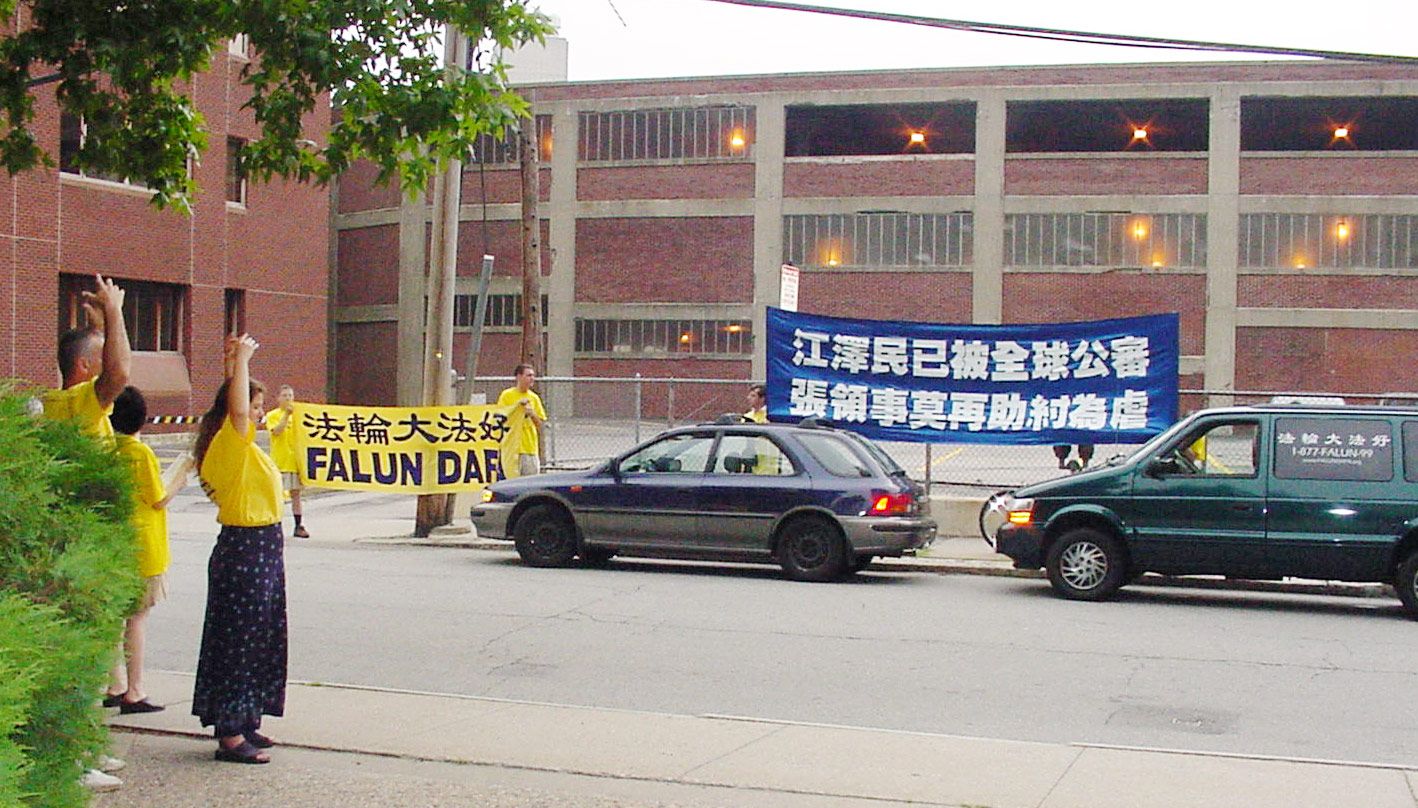 法輪大法好
FALUN DAFA
江澤民已被全球公審
張領事莫再助紂為虐
法輪大法好
1-877-FALUN-99